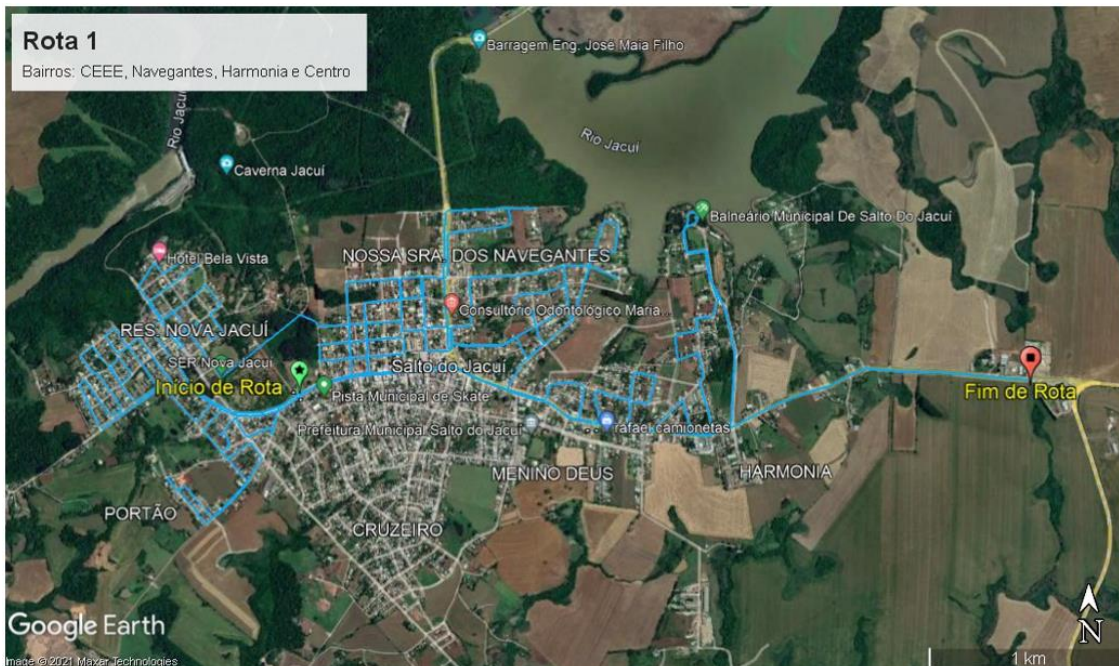 Rota 1
Bairros: CEEE, Navegantes, Harmonia e Centro
Barragem Eng. José Maia Filho
Rio Jacuí
Rio Jacuí
Caverna Jacuí
Balneário Municipal De Salto Do Jacuí
Hotel Bela Vista
NOSSA SRA. DOS NAVEGANTES
Consultório Odontológico Maria...
RES. NOVA JACUÍ
SER Nova Jacuí
Salto do Jacuí
Início de Rota
Fim de Rota
Pista Municipal de Skate
Prefeitura Municipal Salto do Jacuí
rafael camionetas
MENINO DEUS
HARMONIA
PORTÃO
CRUZEIRO
Google Earth
N
Image © 2021 Maxar Technologies
1 km